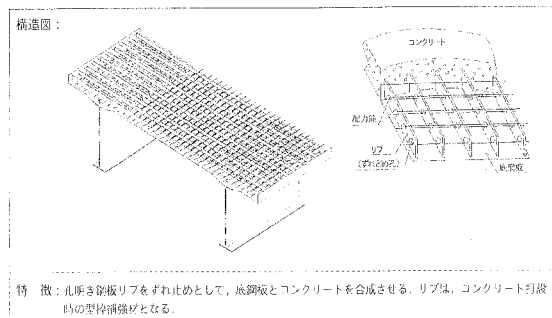 構造図:
コンクリート
配力筋
リブ
(ずれどめ孔)
底鋼板
特 徴:孔明き鋼板リブをずれ止めとして,底鋼板とコンクリートを合成させる.リブは,コンクリート打設
時の型枠補強材となる.